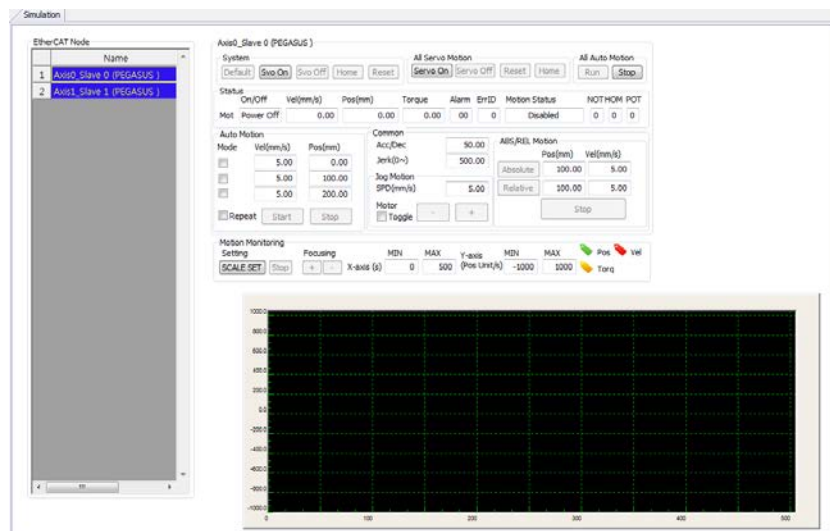 Simulation
EtherCAT Node
Name
1 Axis0_Slave 0 (PEGASUS )
2 Axis1_Slave 1 (PEGASUS )
Axis0_Slave 0 (PEGASUS )
System
Default Svo On Svo Off Home Reset
All Servo Motion
Servo On Servo Off Reset Home
All Auto Motion
Run Stop
Status
On/Off Vel(mm/s) Pos(mm) Torque Alarm ErrID Motion Status NOT HOM POT
Mot Power Off 0.00 0.00 0.00 00 0 Disabled 0 0 0
Auto Motion
Mode Vel(mm/s) Pos(mm)
5.00 0.00
5.00 100.00
5.00 200.00
Repeat Start Stop
Common
Acc/Dec 50.00
Jerk(0~) 500.00
Jog Motion
SPD(mm/s) 5.00
Motor
Toggle - +
ABS/REL Motion
Pos(mm) Vel(mm/s)
Absolute 100.00 5.00
Relative 100.00 5.00
Stop
Motion Monitoring
Setting Focusing MIN MAX Y-axis MIN MAX Pos Vel
SCALE SET Stop + - X-axis (s) 0 500 (Pos Unit/s) -1000 1000 Torq
1000.0
800.0
600.0
400.0
200.0
0.0
-200.0
-400.0
-600.0
-800.0
-1000.0
0 100 200 300 400 500